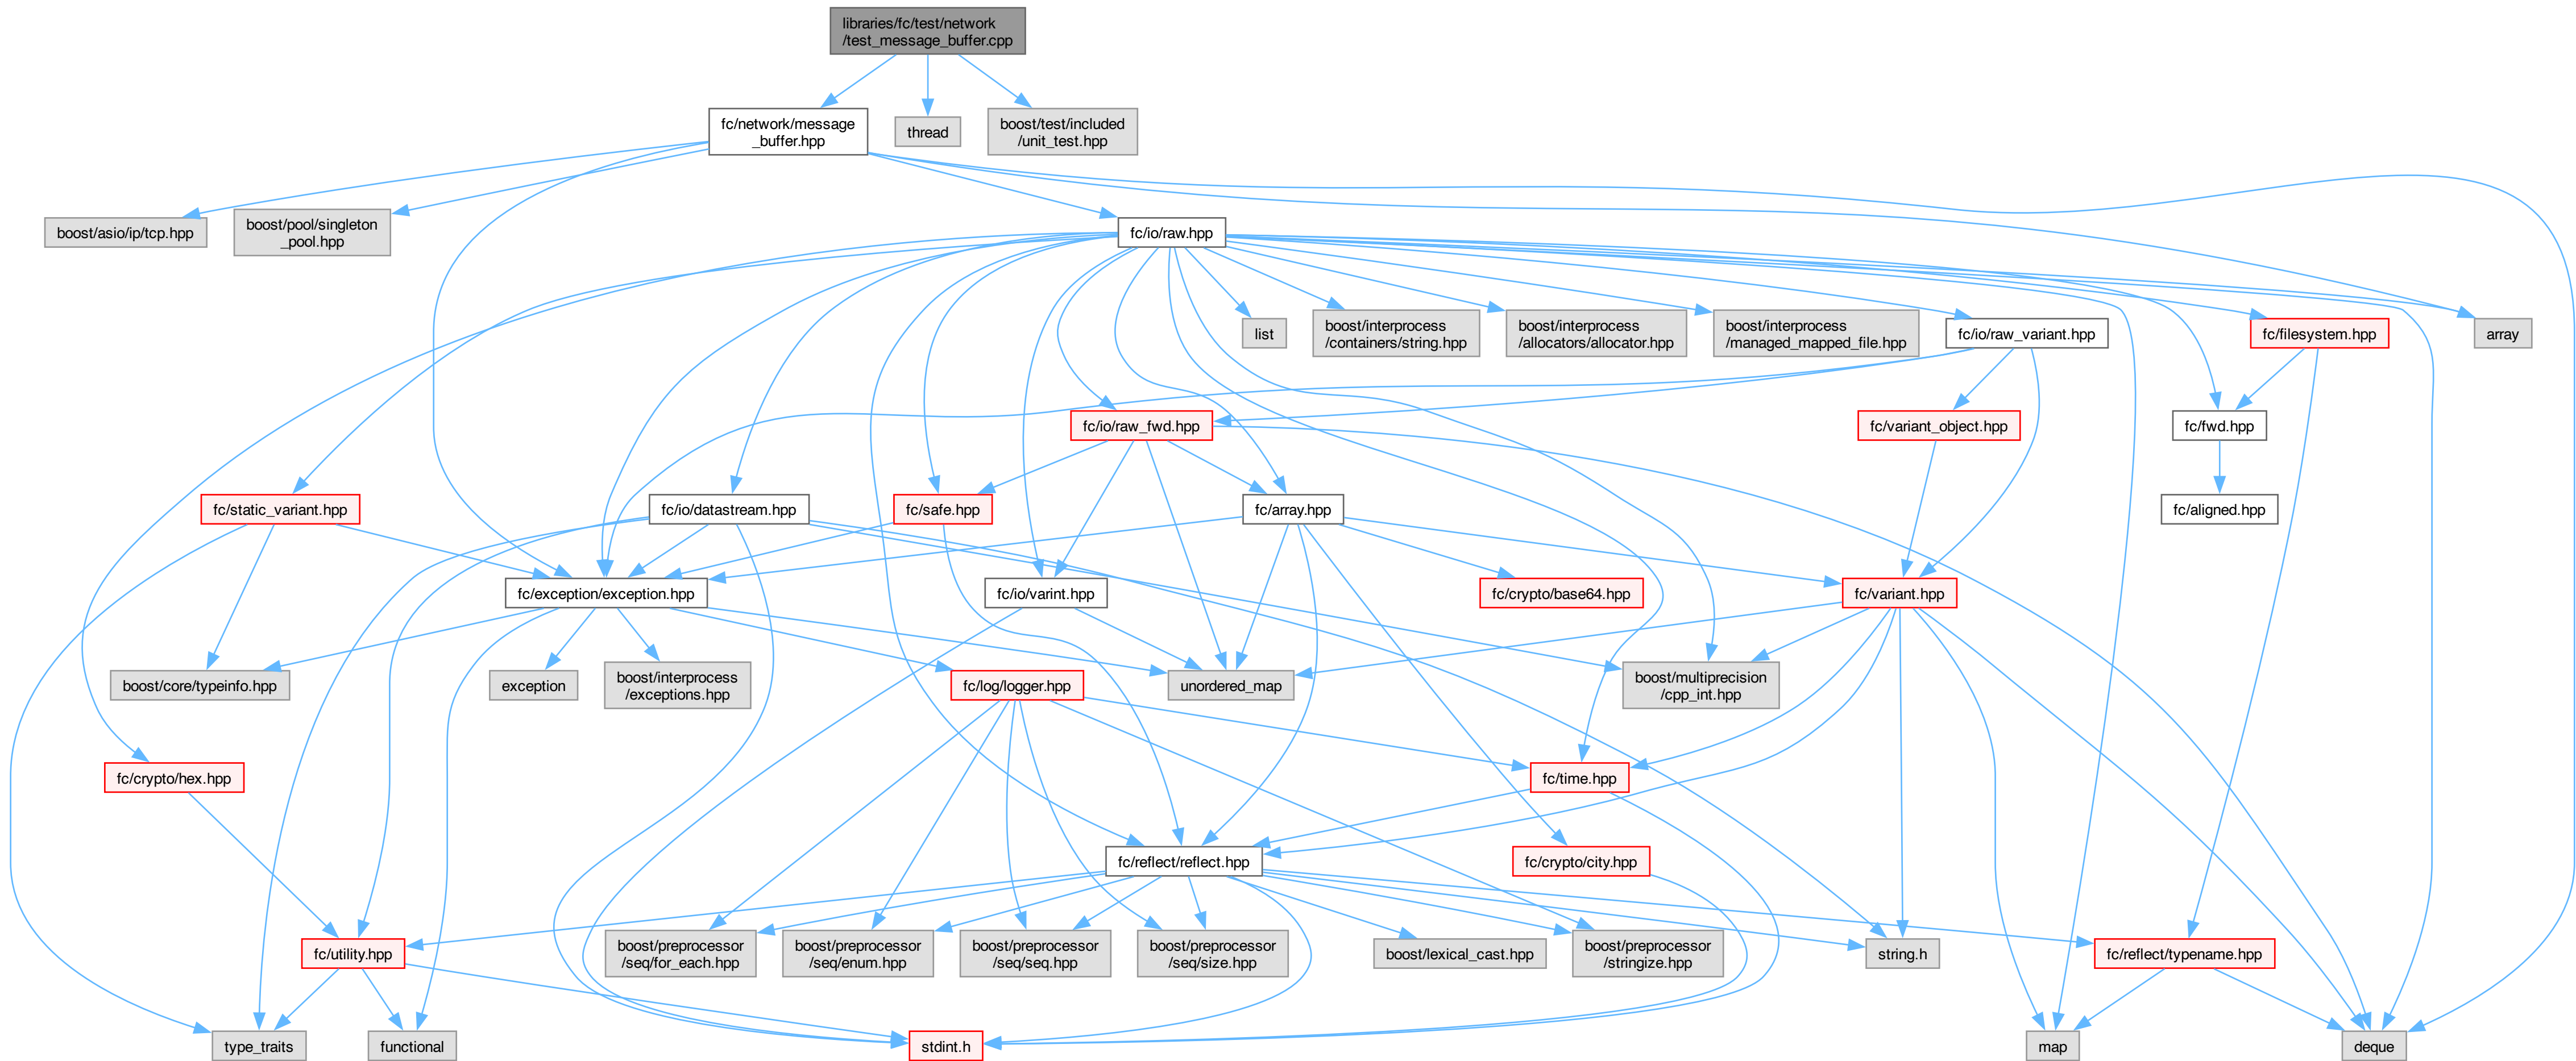 libraries/fc/test/network
/test_message_buffer.cpp
fc/network/message
_buffer.hpp
thread
boost/test/included
/unit_test.hpp
boost/asio/ip/tcp.hpp
boost/pool/singleton
_pool.hpp
fc/io/raw.hpp
list
boost/interprocess
/containers/string.hpp
boost/interprocess
/allocators/allocator.hpp
boost/interprocess
/managed_mapped_file.hpp
fc/io/raw_variant.hpp
fc/filesystem.hpp
array
fc/io/raw_fwd.hpp
fc/variant_object.hpp
fc/fwd.hpp
fc/static_variant.hpp
fc/io/datastream.hpp
fc/safe.hpp
fc/array.hpp
fc/aligned.hpp
fc/exception/exception.hpp
fc/io/varint.hpp
fc/crypto/base64.hpp
fc/variant.hpp
boost/core/typeinfo.hpp
exception
boost/interprocess
/exceptions.hpp
fc/log/logger.hpp
unordered_map
boost/multiprecision
/cpp_int.hpp
fc/crypto/hex.hpp
fc/time.hpp
fc/reflect/reflect.hpp
fc/crypto/city.hpp
fc/utility.hpp
boost/preprocessor
/seq/for_each.hpp
boost/preprocessor
/seq/enum.hpp
boost/preprocessor
/seq/seq.hpp
boost/preprocessor
/seq/size.hpp
boost/lexical_cast.hpp
boost/preprocessor
/stringize.hpp
string.h
fc/reflect/typename.hpp
type_traits
functional
stdint.h
map
deque